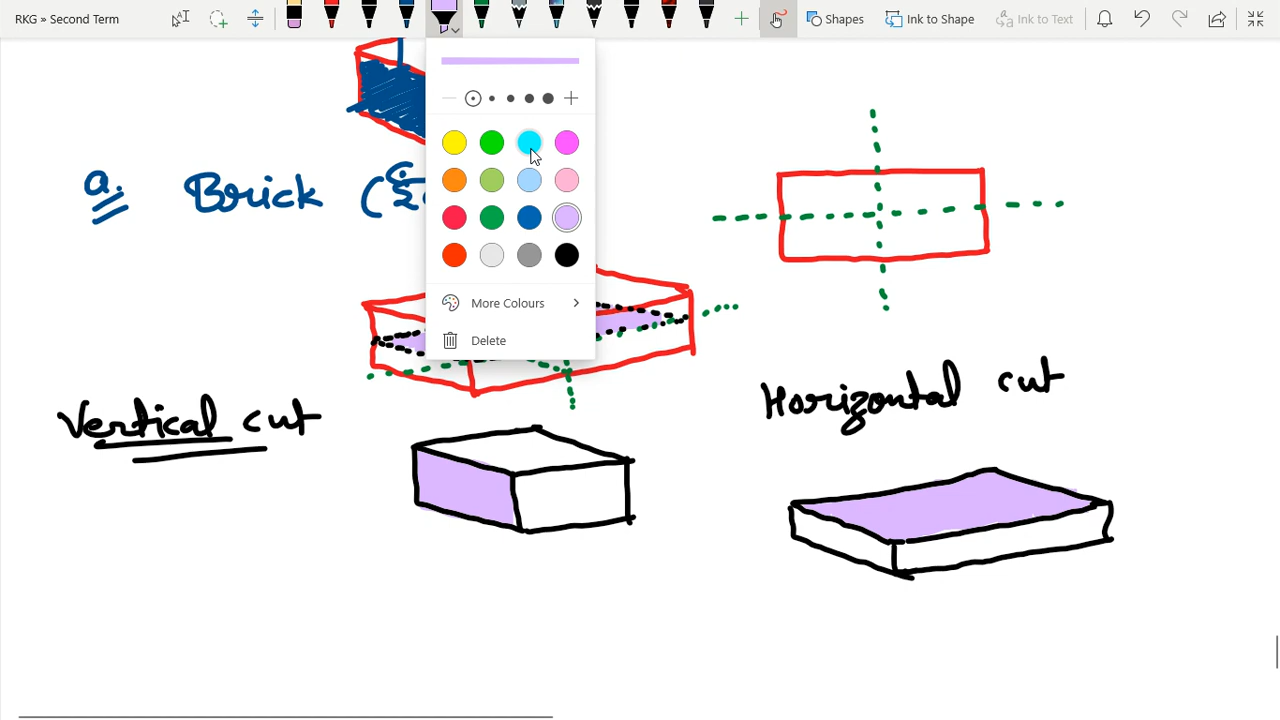 RKG » Second Term
Shapes
Ink to Shape
Ink to Text
a. Brick (
More Colours
Delete
Vertical cut
Horizontal cut